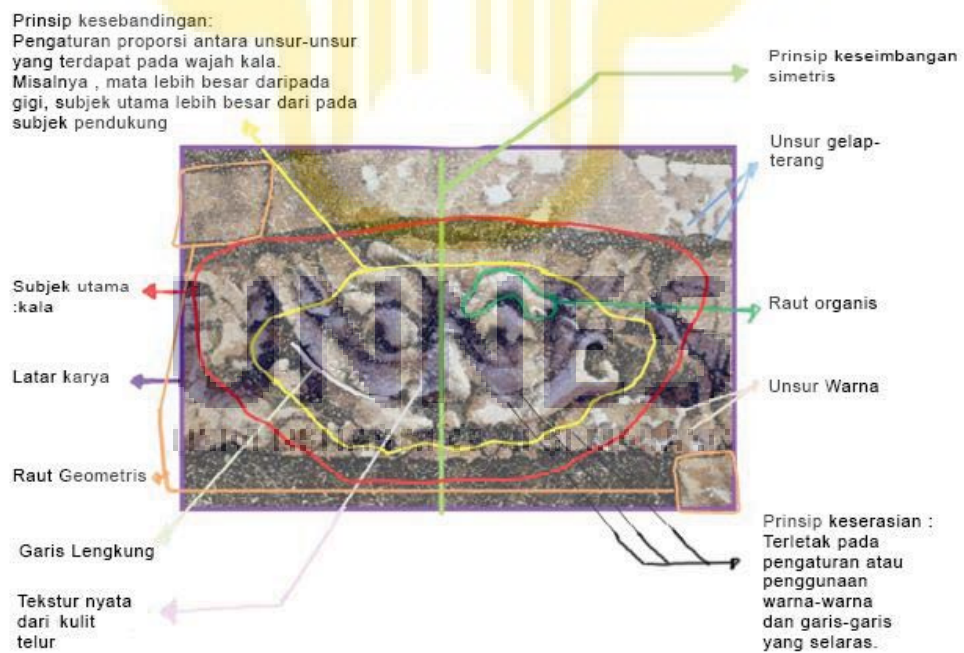 Prinsip kesebandingan:
Pengaturan proporsi antara unsur-unsur
yang terdapat pada wajah kala.
Misalnya , mata lebih besar daripada
gigi, subjek utama lebih besar dari pada
subjek pendukung
Prinsip keseimbangan
simetris
Unsur gelap-
terang
Subjek utama
:kala
Raut organis
Latar karya
Unsur Warna
UNNES
Raut Geometris
Garis Lengkung
Tekstur nyata
dari kulit
telur
Prinsip keserasian :
Terletak pada
pengaturan atau
penggunaan
warna-warna
dan garis-garis
yang selaras.